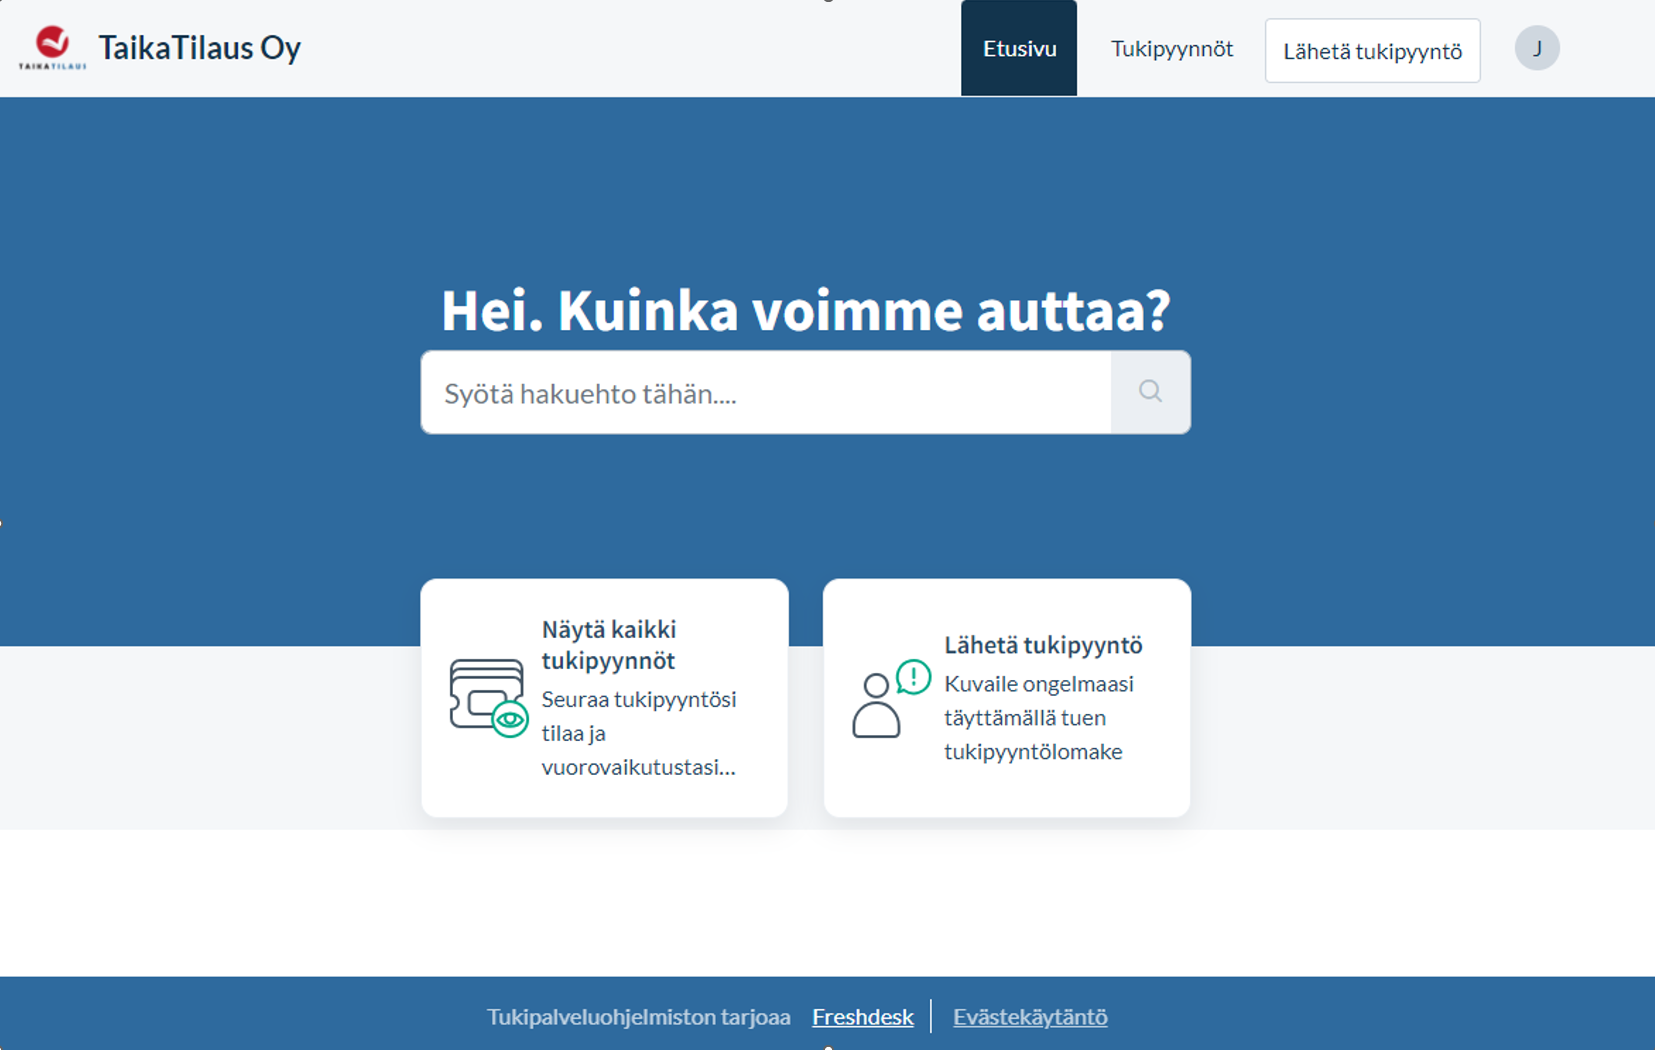 TAIKATILAUS
TaikaTilaus Oy
Etusivu
Tukipyynnöt
Lähetä tukipyyntö
J
Hei. Kuinka voimme auttaa?
Syötä hakuehto tähän....
Näytä kaikki
tukipyynnöt
Seuraa tukipyyntösi
tilaa ja
vuorovaikutustasi...
Lähetä tukipyyntö
Kuvaile ongelmaasi
täyttämällä tuen
tukipyyntölomake
Tukipalveluohjelmiston tarjoaa Freshdesk
Evästekäytäntö